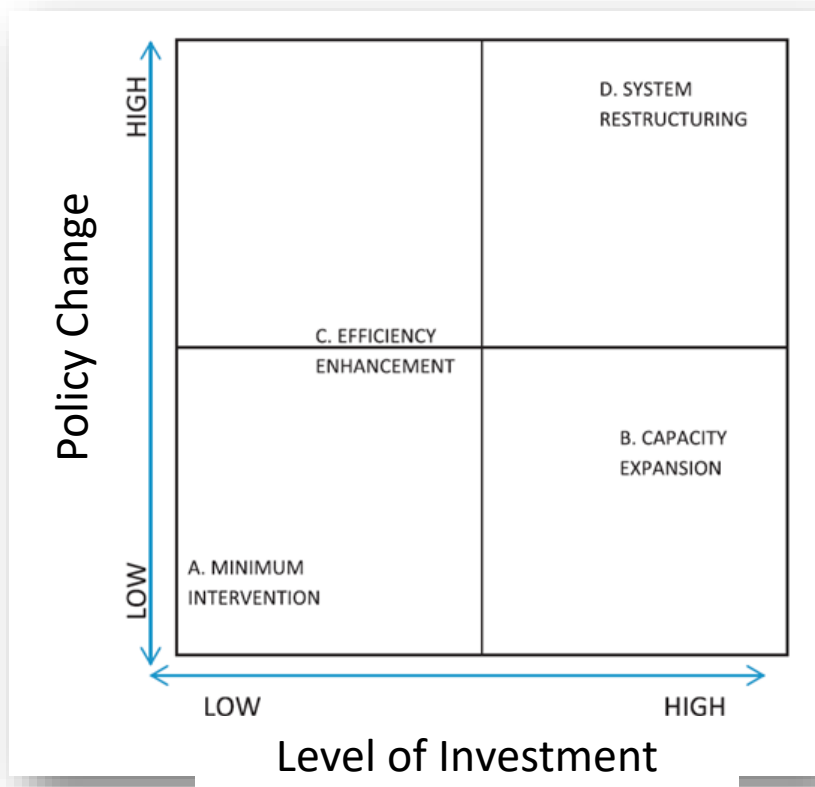 HIGH
D. SYSTEM
RESTRUCTURING
Policy Change
C. EFFICIENCY
ENHANCEMENT
B. CAPACITY
EXPANSION
LOW
A. MINIMUM
INTERVENTION
LOW
HIGH
Level of Investment